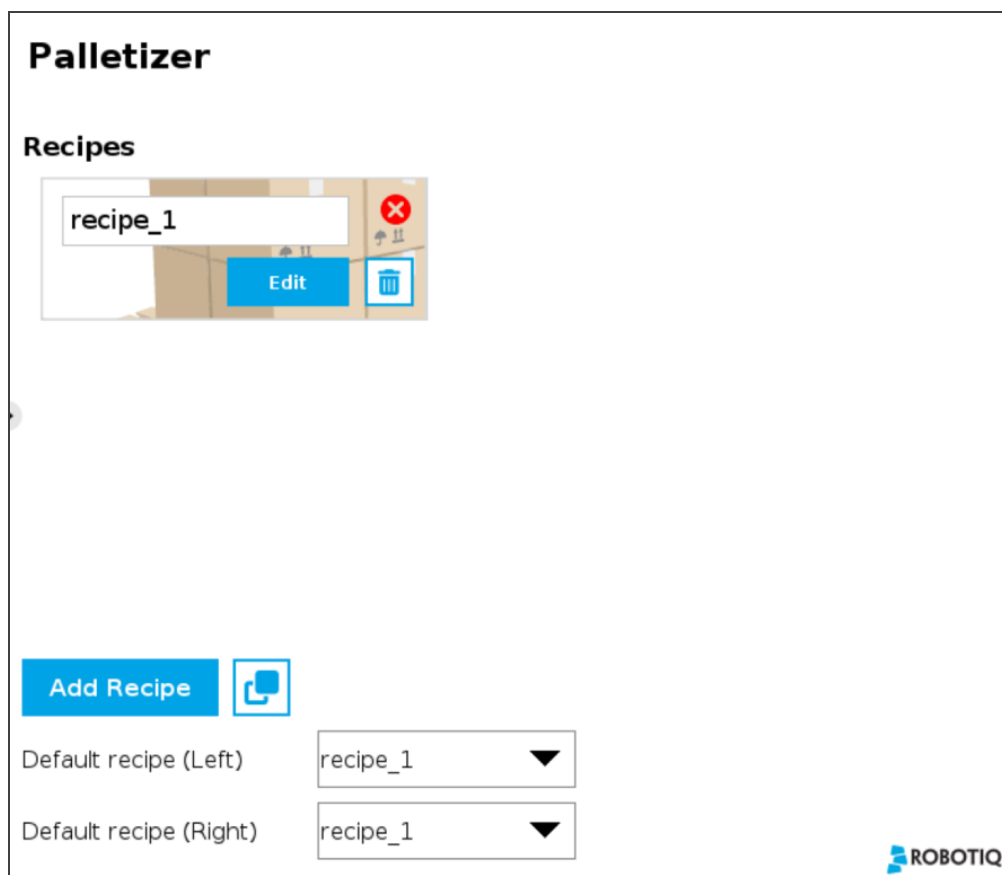 Palletizer
Recipes
recipe_1
Edit
Add Recipe
Default recipe (Left) recipe_1
Default recipe (Right) recipe_1
ROBOTIQ